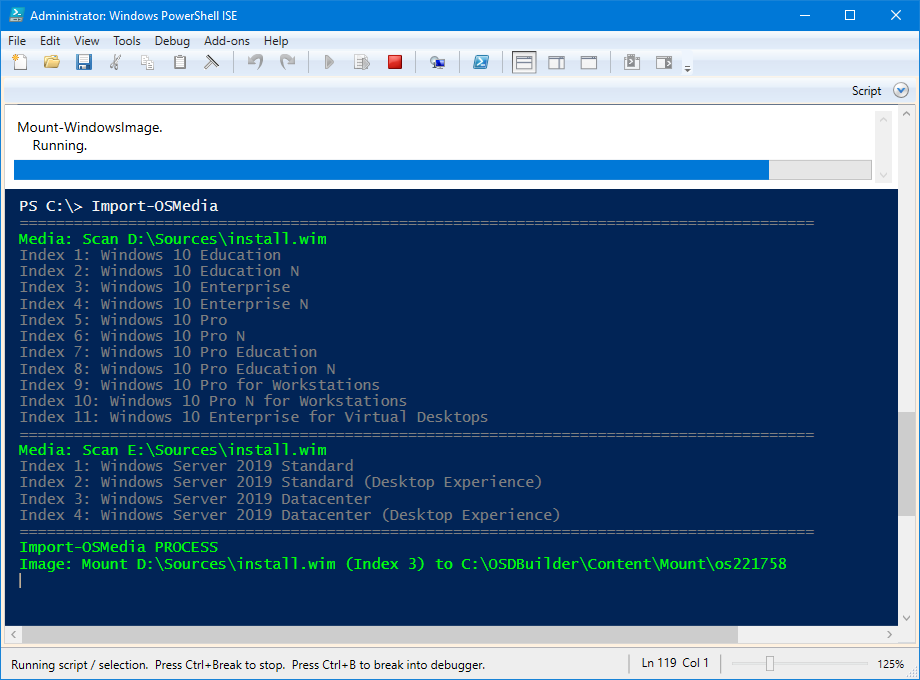 Administrator: Windows PowerShell ISE
File Edit View Tools Debug Add-ons Help
Script
Mount-WindowsImage.
Running.
PS C:\> Import-OSMedia
========================================================================================
Media: Scan D:\Sources\install.wim
Index 1: Windows 10 Education
Index 2: Windows 10 Education N
Index 3: Windows 10 Enterprise
Index 4: Windows 10 Enterprise N
Index 5: Windows 10 Pro
Index 6: Windows 10 Pro N
Index 7: Windows 10 Pro Education
Index 8: Windows 10 Pro Education N
Index 9: Windows 10 Pro for Workstations
Index 10: Windows 10 Pro N for Workstations
Index 11: Windows 10 Enterprise for Virtual Desktops
========================================================================================
Media: Scan E:\Sources\install.wim
Index 1: Windows Server 2019 Standard
Index 2: Windows Server 2019 Standard (Desktop Experience)
Index 3: Windows Server 2019 Datacenter
Index 4: Windows Server 2019 Datacenter (Desktop Experience)
========================================================================================
Import-OSMedia PROCESS
Image: Mount D:\Sources\install.wim (Index 3) to C:\OSDBuilder\Content\Mount\os221758
Running script / selection. Press Ctrl+Break to stop. Press Ctrl+B to break into debugger. Ln 119 Col 1 125%